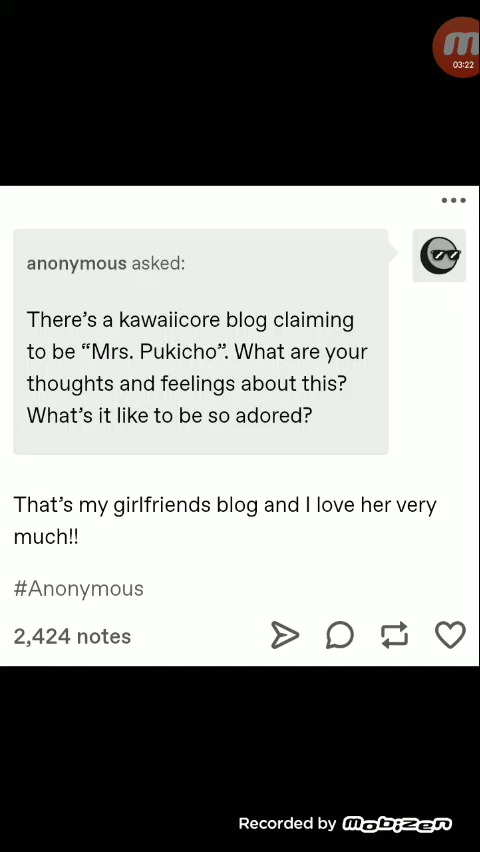 m
03:22
anonymous asked:
There's a kawaiicore blog claiming
to be “Mrs. Pukicho”. What are your
thoughts and feelings about this?
What's it like to be so adored?
That's my girlfriends blog and I love her very
much!!
#Anonymous
2,424 notes
Recorded by mobizen